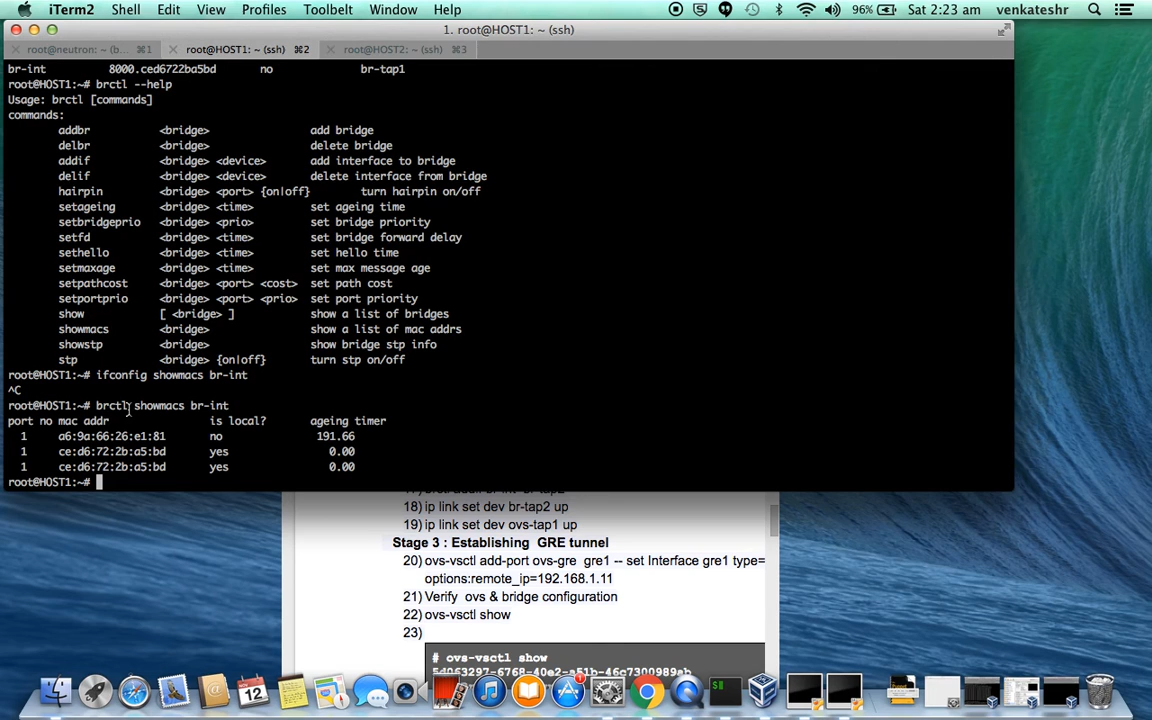 iTerm2 Shell Edit View Profiles Toolbelt Window Help 96% Sat 2:23 am venkateshr
1. root@HOST1: ~ (ssh)
root@neutron: ~ (b... ⌘1 root@HOST1: ~ (ssh) ⌘2 root@HOST2: ~ (ssh) ⌘3
br-int 8000.ced6722ba5bd no br-tap1
root@HOST1:~# brctl --help
Usage: brctl [commands]
commands:
addbr <bridge> add bridge
delbr <bridge> delete bridge
addif <bridge> <device> add interface to bridge
delif <bridge> <device> delete interface from bridge
hairpin <bridge> <port> {on|off} turn hairpin on/off
setageing <bridge> <time> set ageing time
setbridgeprio <bridge> <prio> set bridge priority
setfd <bridge> <time> set bridge forward delay
sethello <bridge> <time> set hello time
setmaxage <bridge> <time> set max message age
setpathcost <bridge> <port> <cost> set path cost
setportprio <bridge> <port> <prio> set port priority
show [ <bridge> ] show a list of bridges
showmacs <bridge> show a list of mac addrs
showstp <bridge> show bridge stp info
stp <bridge> {on|off} turn stp on/off
root@HOST1:~# ifconfig showmacs br-int
^C
root@HOST1:~# brctl showmacs br-int
port no mac addr is local? ageing timer
1 a6:9a:66:26:e1:81 no 191.66
1 ce:d6:72:2b:a5:bd yes 0.00
1 ce:d6:72:2b:a5:bd yes 0.00
root@HOST1:~#
18) ip link set dev br-tap2 up
19) ip link set dev ovs-tap1 up
Stage 3 : Establishing GRE tunnel
20) ovs-vsctl add-port ovs-gre gre1 -- set Interface gre1 type=
options:remote_ip=192.168.1.11
21) Verify ovs & bridge configuration
22) ovs-vsctl show
23)
# ovs-vsctl show
NOV
12
1